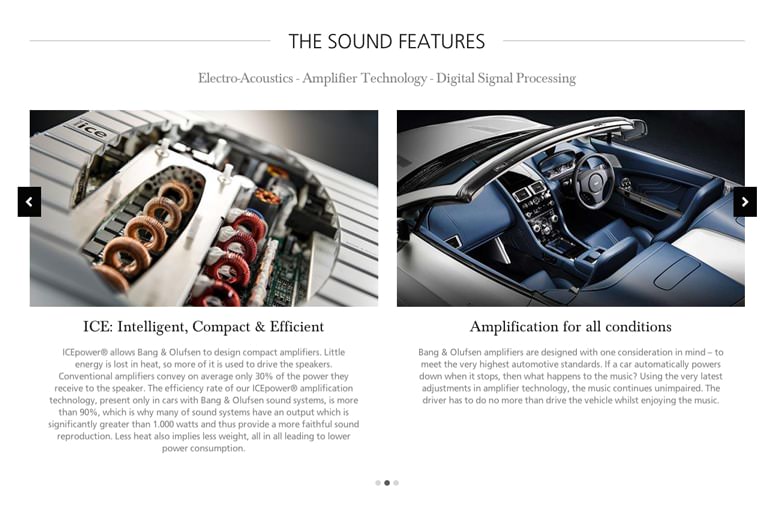 THE SOUND FEATURES
Electro-Acoustics - Amplifier Technology - Digital Signal Processing
ice
ICE: Intelligent, Compact & Efficient
ICEpower® allows Bang & Olufsen to design compact amplifiers. Little
energy is lost in heat, so more of it is used to drive the speakers.
Conventional amplifiers convey on average only 30% of the power they
receive to the speaker. The efficiency rate of our ICEpower® amplification
technology, present only in cars with Bang & Olufsen sound systems, is more
than 90%, which is why many of sound systems have an output which is
significantly greater than 1.000 watts and thus provide a more faithful sound
reproduction. Less heat also implies less weight, all in all leading to lower
power consumption.
Amplification for all conditions
Bang & Olufsen amplifiers are designed with one consideration in mind – to
meet the very highest automotive standards. If a car automatically powers
down when it stops, then what happens to the music? Using the very latest
adjustments in amplifier technology, the music continues unimpaired. The
driver has to do no more than drive the vehicle whilst enjoying the music.